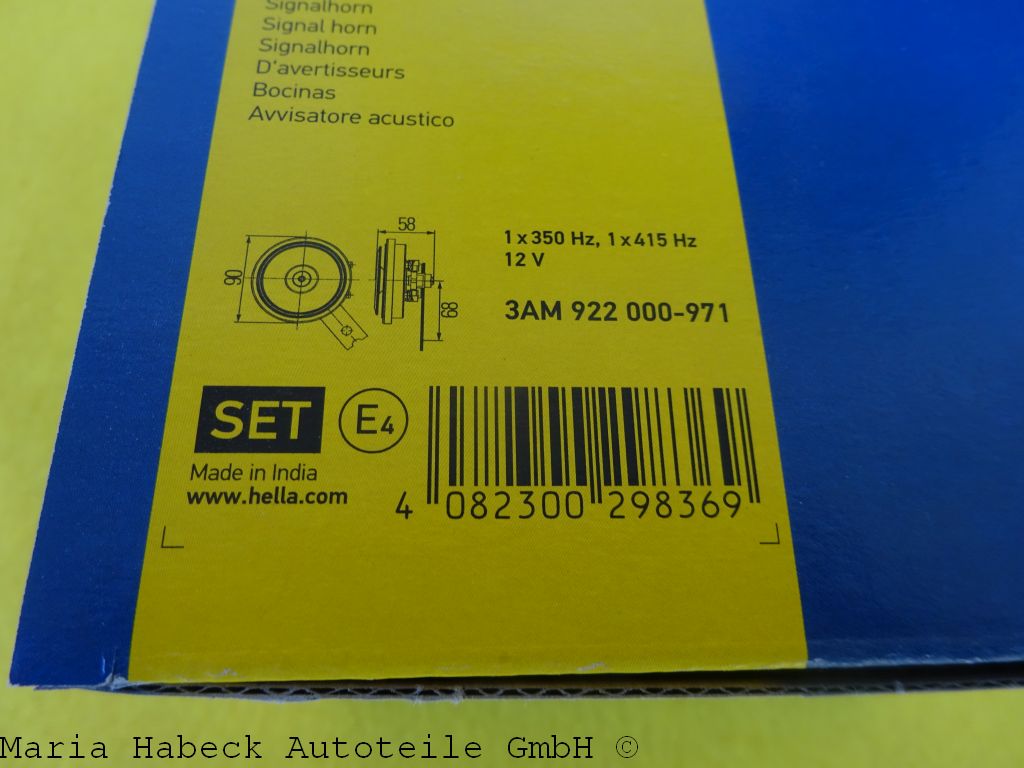 Signalhorn
Signal horn
Signalhorn
D'avertisseurs
Bocinas
Avvisatore acustico
58
90
68
1 x 350 Hz, 1 x 415 Hz
12 V
3AM 922 000-971
SET E4
Made in India
www.hella.com
4 082300 298369
Maria Habeck Autoteile GmbH ©